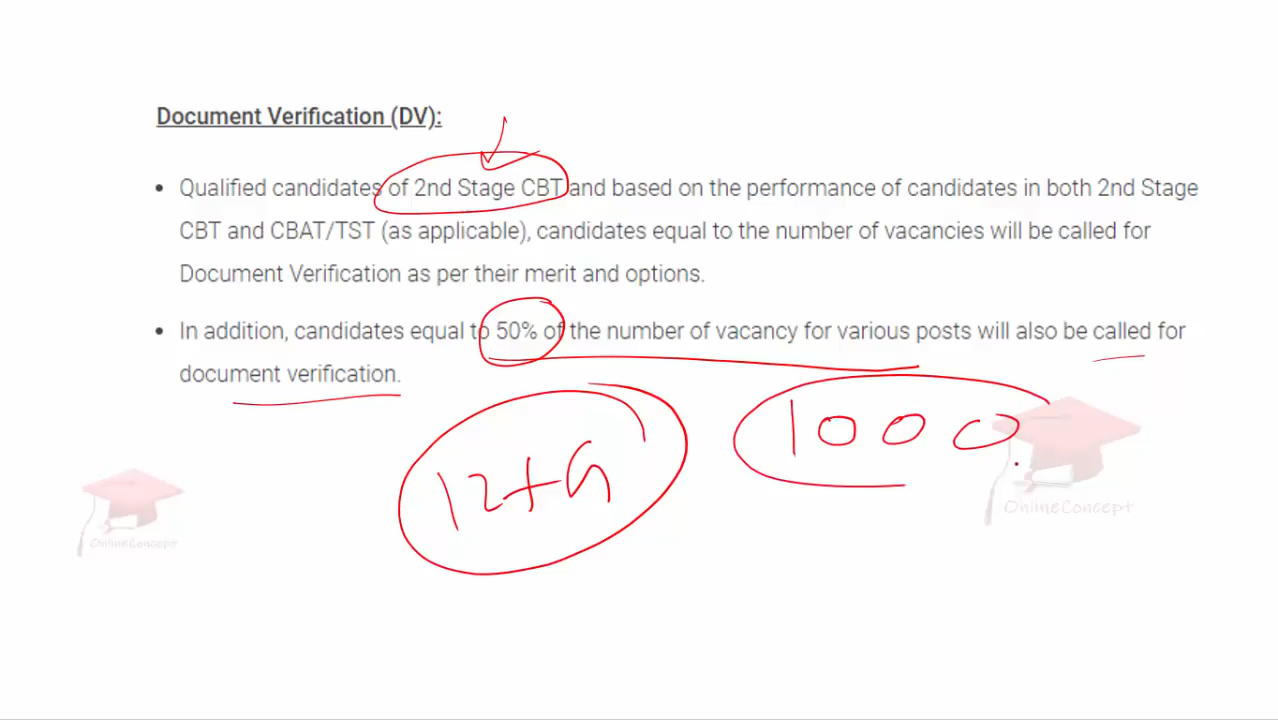 Document Verification (DV):
• Qualified candidates of 2nd Stage CBT and based on the performance of candidates in both 2nd Stage
CBT and CBAT/TST (as applicable), candidates equal to the number of vacancies will be called for
Document Verification as per their merit and options.
• In addition, candidates equal to 50% of the number of vacancy for various posts will also be called for
document verification.
1000
OnlineConcept
OnlineConcept